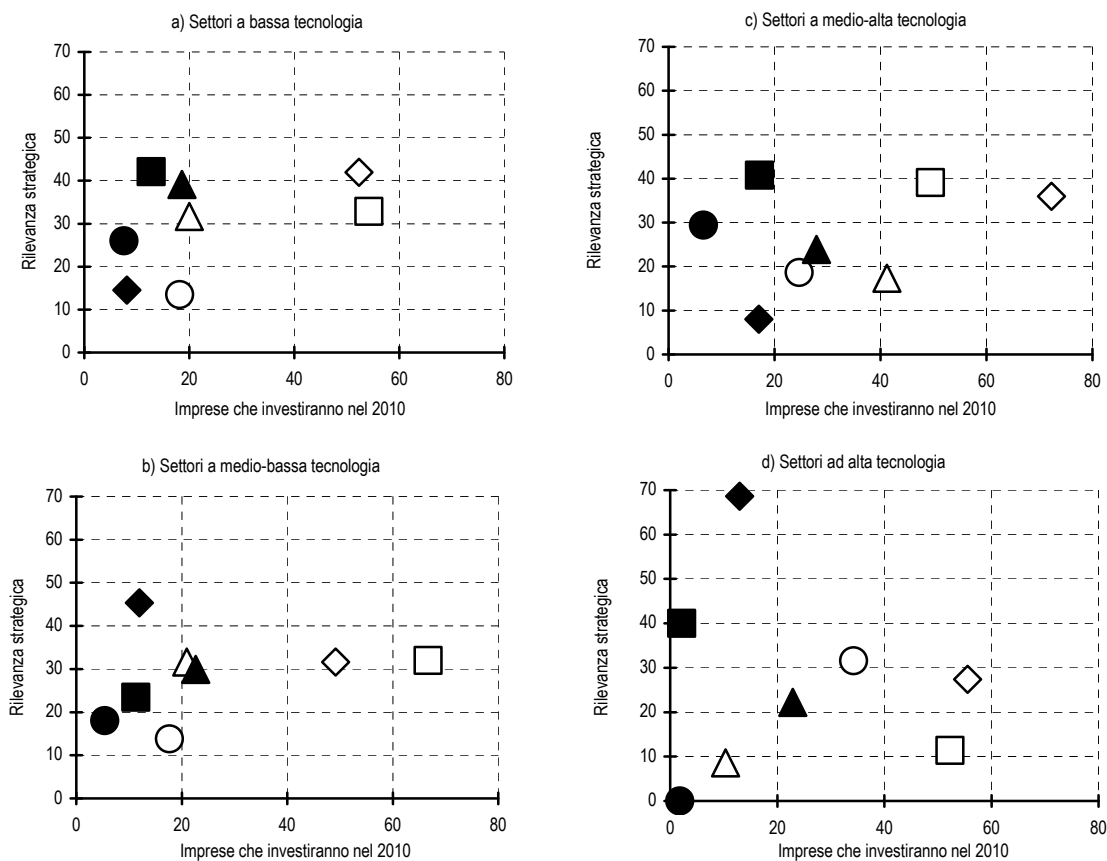 a) Settori a bassa tecnologia
70
60
50
40
30
20
10
0
0 20 40 60 80
Rilevanza strategica
Imprese che investiranno nel 2010
c) Settori a medio-alta tecnologia
70
60
50
40
30
20
10
0
0 20 40 60 80
Rilevanza strategica
Imprese che investiranno nel 2010
b) Settori a medio-bassa tecnologia
70
60
50
40
30
20
10
0
0 20 40 60 80
Rilevanza strategica
Imprese che investiranno nel 2010
d) Settori ad alta tecnologia
70
60
50
40
30
20
10
0
0 20 40 60 80
Rilevanza strategica
Imprese che investiranno nel 2010